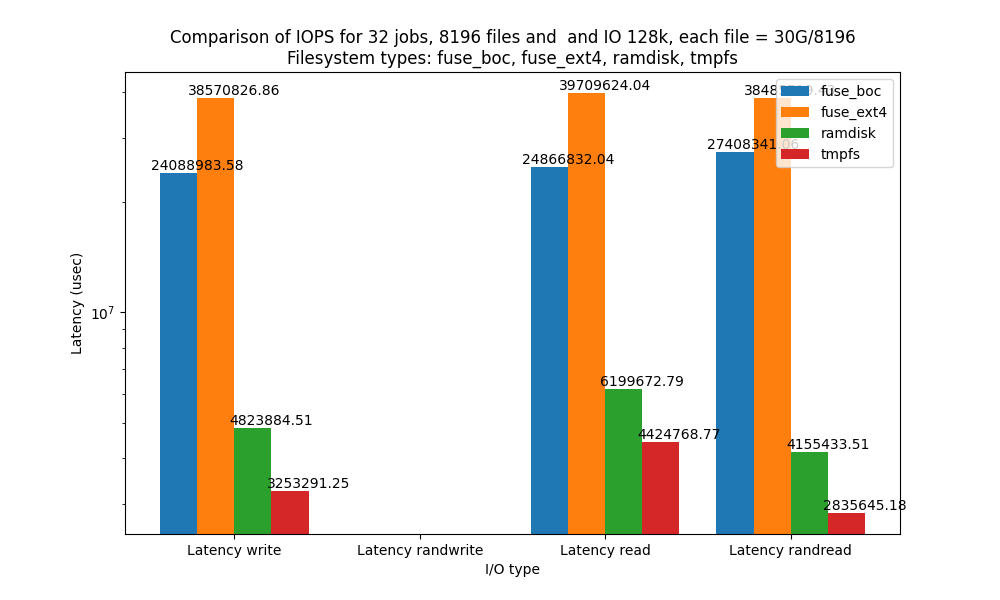 Comparison of IOPS for 32 jobs, 8196 files and  and IO 128k, each file = 30G/8196
Filesystem types: fuse_boc, fuse_ext4, ramdisk, tmpfs
Latency (usec)
10^7
24088983.58
38570826.86
4823884.51
3253291.25
24866832.04
39709624.04
6199672.79
4424768.77
27408341.06
4155433.51
2835645.18
fuse_boc
fuse_ext4
ramdisk
tmpfs
Latency write
Latency randwrite
Latency read
Latency randread
I/O type